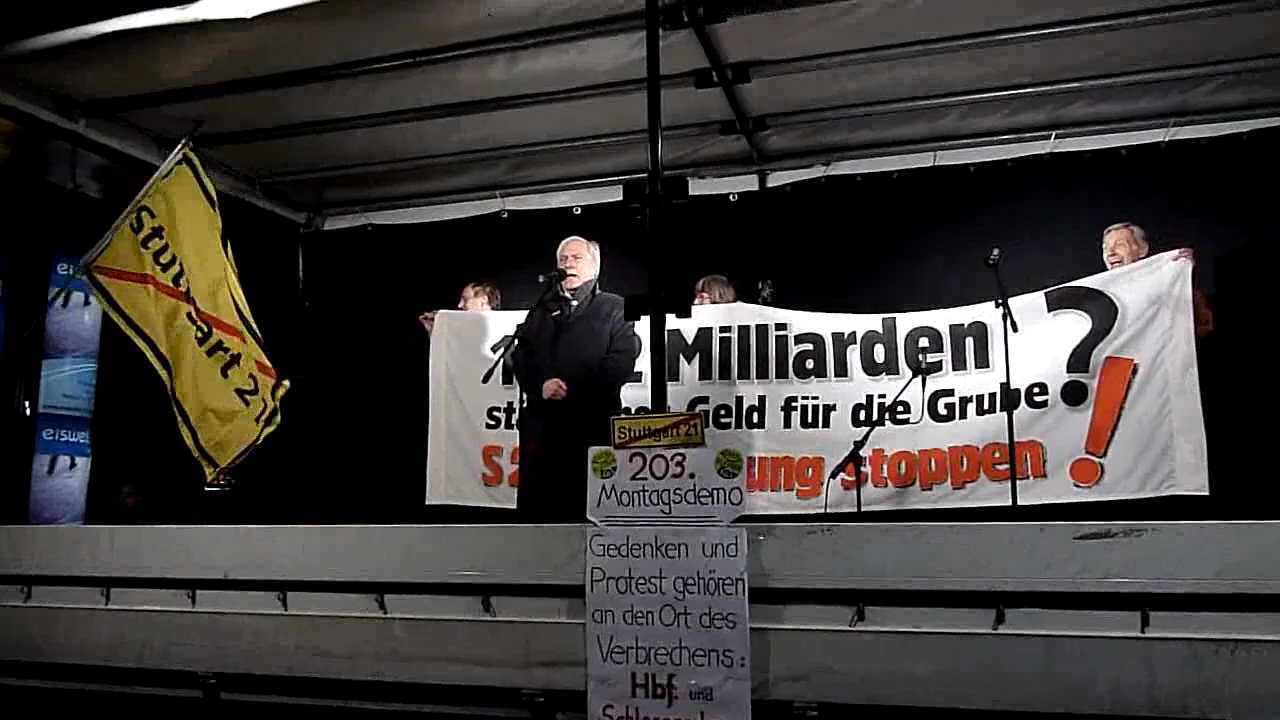 Stuttgart 21
Milliarden ?
Geld für die Grube
stoppen !
Stuttgart 21
203.
Montagsdemo
Gedenken und
Protest gehören
an den Ort des
Verbrechens:
Hbf. und